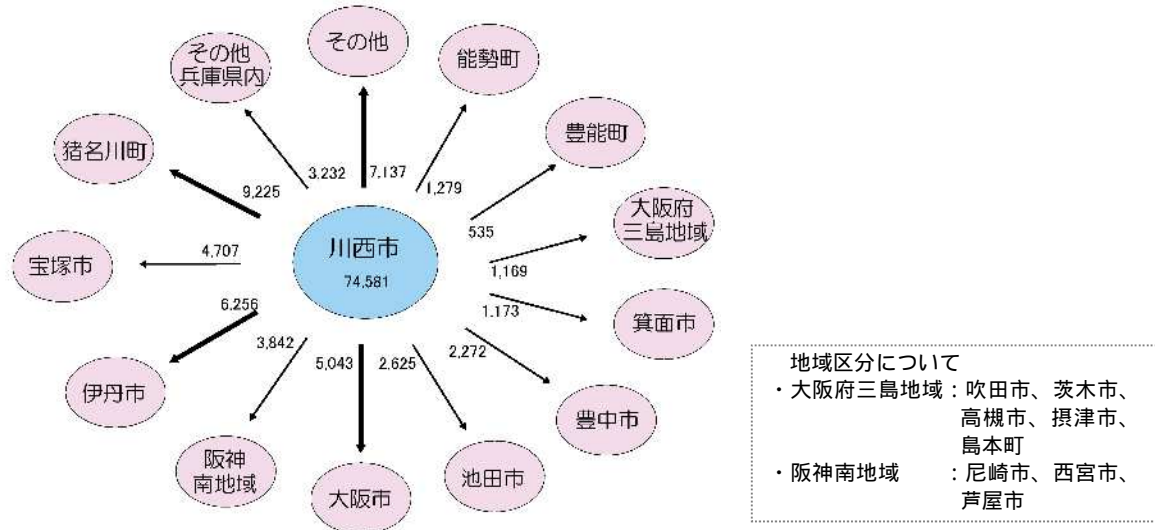 その他
その他
兵庫県内
能勢町
猪名川町
豊能町
3,232
7,137
1,279
9,225
大阪府
三島地域
535
川西市
74,581
4,707
宝塚市
1,169
1,173
箕面市
6,256
3,842
5,043
2,625
2,272
伊丹市
豊中市
阪神
南地域
大阪市
池田市
地域区分について
・大阪府三島地域：吹田市、茨木市、
高槻市、摂津市、
島本町
・阪神南地域　　：尼崎市、西宮市、
芦屋市